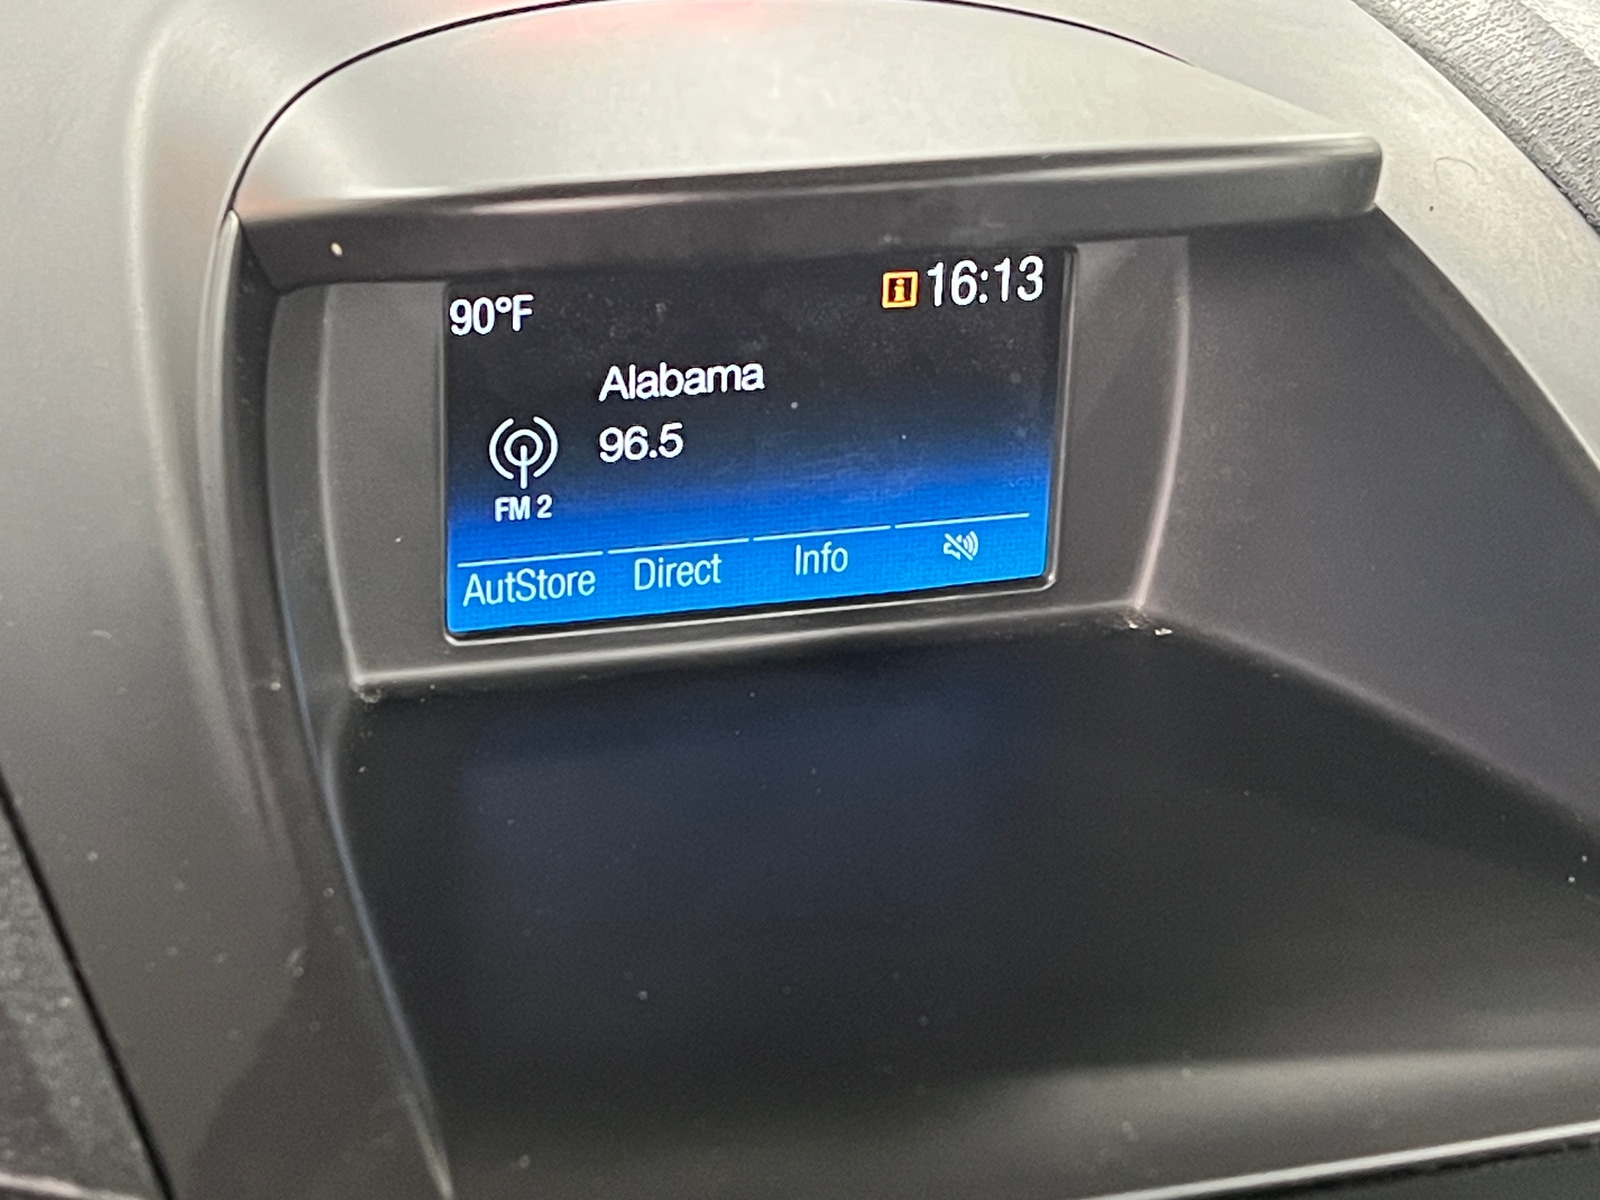 90°F
i 16:13
Alabama
96.5
FM 2
AutStore Direct Info